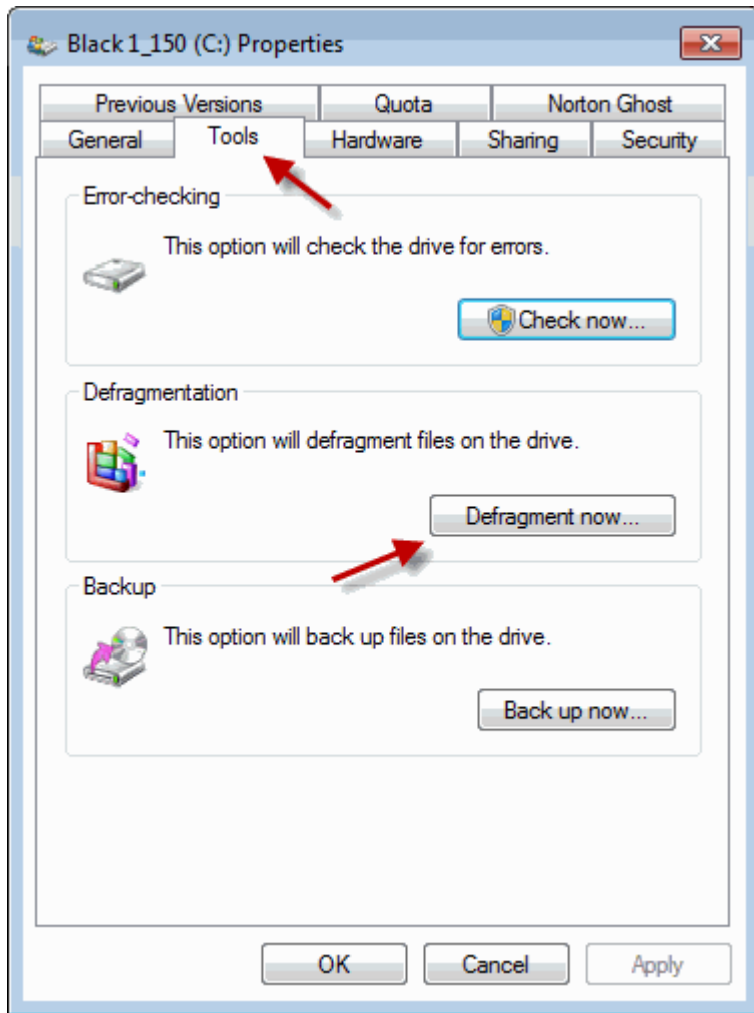 Black 1_150 (C:) Properties
Previous Versions Quota Norton Ghost
General Tools Hardware Sharing Security
Error-checking
This option will check the drive for errors.
Check now...
Defragmentation
This option will defragment files on the drive.
Defragment now...
Backup
This option will back up files on the drive.
Back up now...
OK Cancel Apply